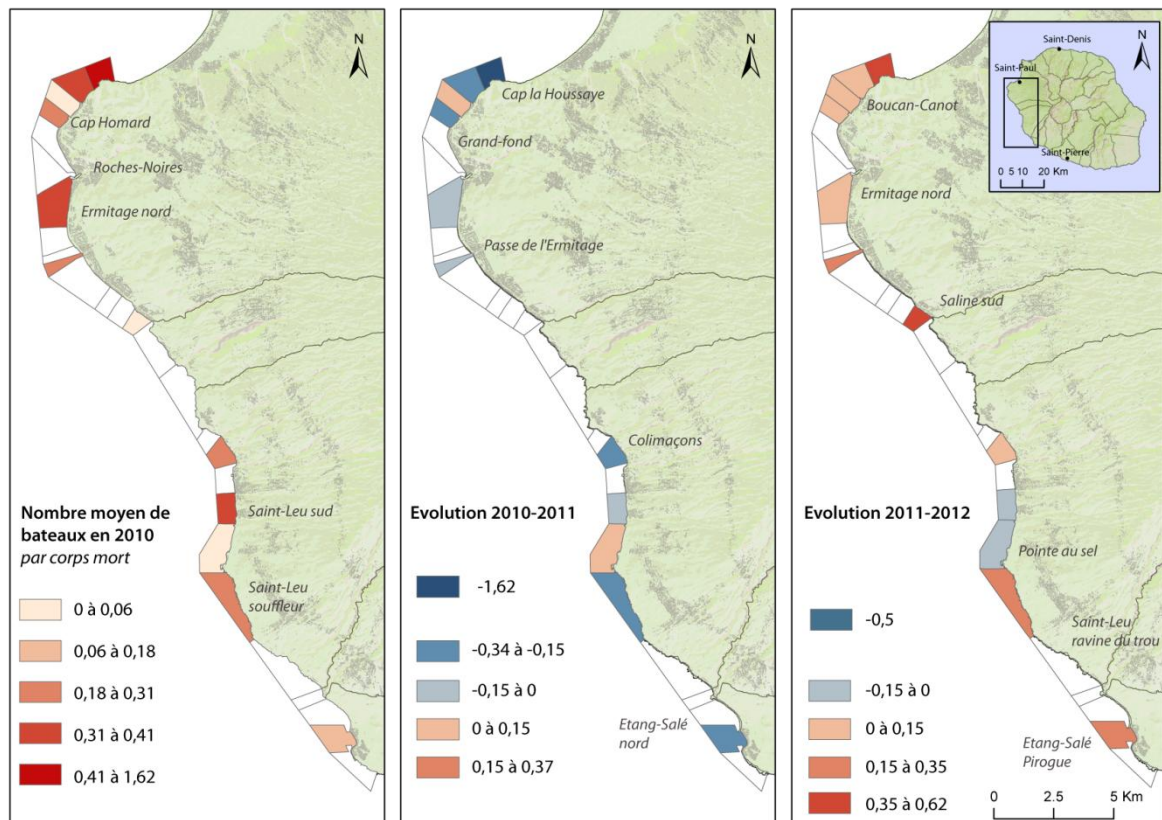 N
Cap Homard
Roches-Noires
Ermitage nord
Saint-Leu sud
Saint-Leu
souffleur
Nombre moyen de
bateaux en 2010
par corps mort
0 à 0,06
0,06 à 0,18
0,18 à 0,31
0,31 à 0,41
0,41 à 1,62
N
Cap la Houssaye
Grand-fond
Passe de l'Ermitage
Colimaçons
Etang-Salé
nord
Evolution 2010-2011
-1,62
-0,34 à -0,15
-0,15 à 0
0 à 0,15
0,15 à 0,37
Saint-Denis
N
Saint-Paul
Saint-Pierre
0 5 10 20 Km
Boucan-Canot
Ermitage nord
Saline sud
Pointe au sel
Saint-Leu
ravine du trou
Etang-Salé
Pirogue
Evolution 2011-2012
-0,5
-0,15 à 0
0 à 0,15
0,15 à 0,35
0,35 à 0,62
0 2.5 5 Km